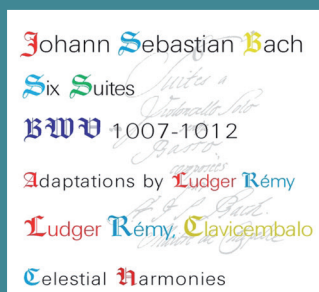 Johann Sebastian Bach
Six Suites
BWV 1007-1012
Adaptations by Ludger Rémy
Ludger Rémy, Clavicembalo
Celestial Harmonies